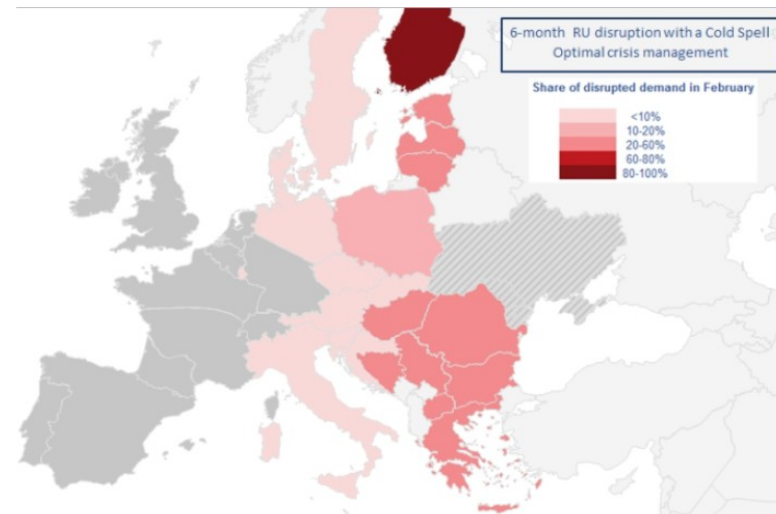 6-month RU disruption with a Cold Spell
Optimal crisis management
Share of disrupted demand in February
<10%
10-20%
20-60%
60-80%
80-100%